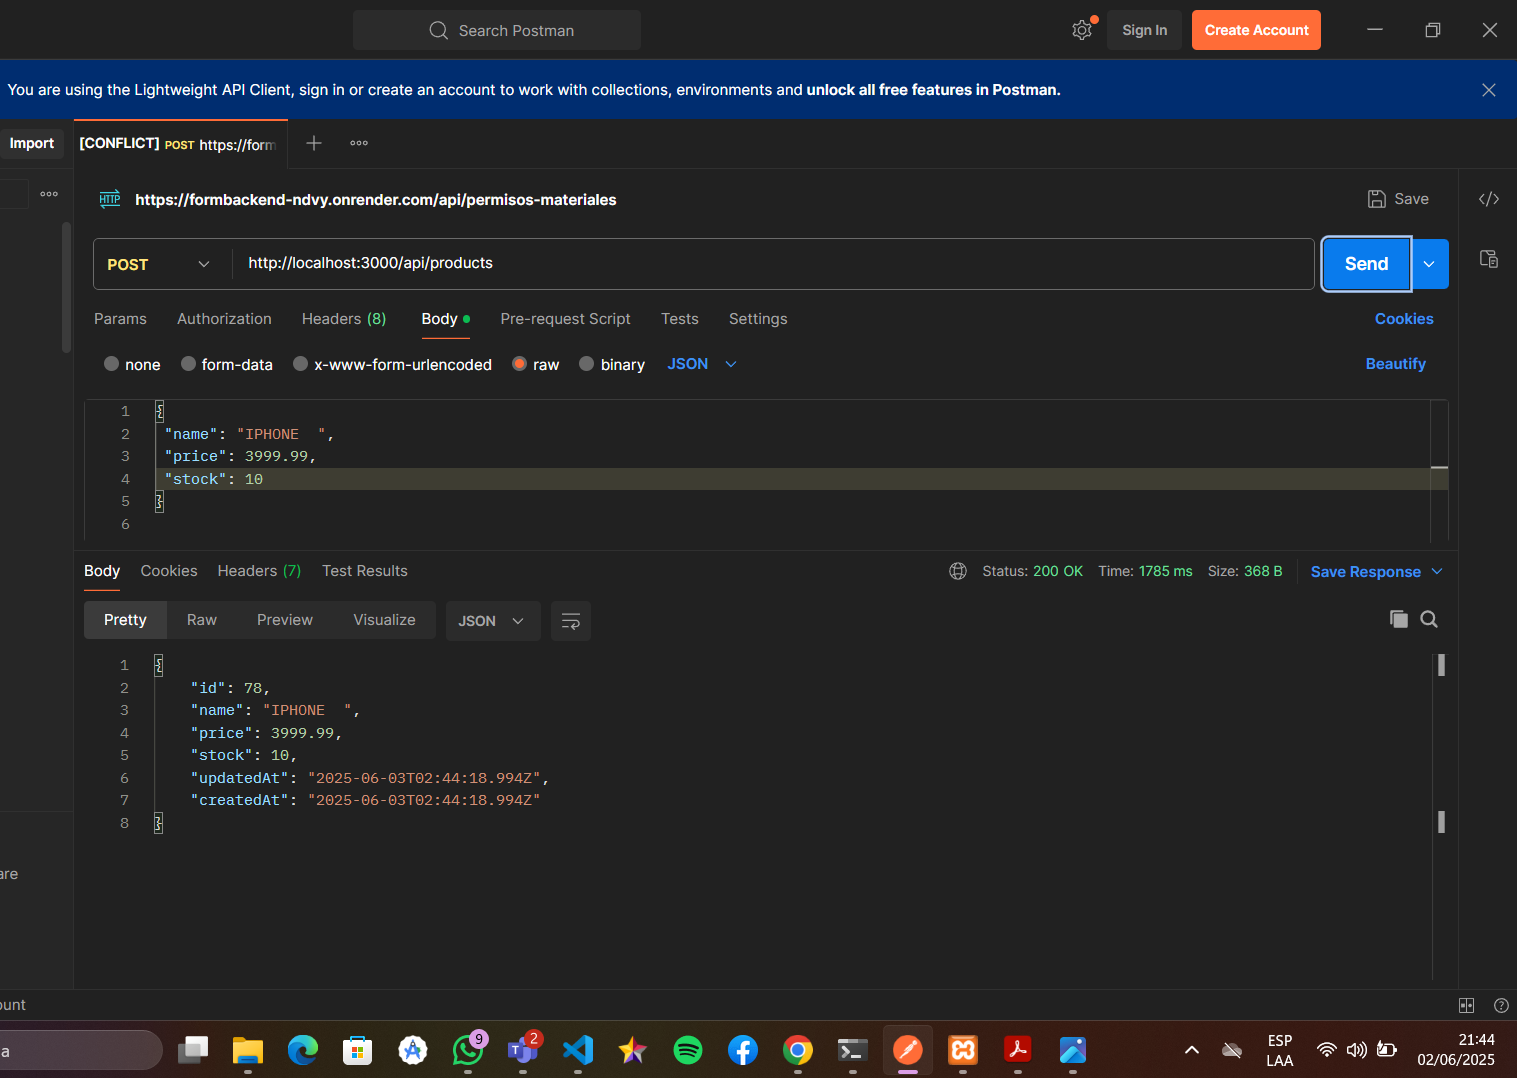 Search Postman
Sign In
Create Account
You are using the Lightweight API Client, sign in or create an account to work with collections, environments and unlock all free features in Postman.
Import
[CONFLICT] POST https://form
HTTP https://formbackend-ndvy.onrender.com/api/permisos-materiales
Save
POST http://localhost:3000/api/products
Send
Params Authorization Headers (8) Body Pre-request Script Tests Settings Cookies
none form-data x-www-form-urlencoded raw binary JSON Beautify
1 {
2 "name": "IPHONE  ",
3 "price": 3999.99,
4 "stock": 10
5 }
6
Body Cookies Headers (7) Test Results Status: 200 OK Time: 1785 ms Size: 368 B Save Response
Pretty Raw Preview Visualize JSON
1 {
2 "id": 78,
3 "name": "IPHONE  ",
4 "price": 3999.99,
5 "stock": 10,
6 "updatedAt": "2025-06-03T02:44:18.994Z",
7 "createdAt": "2025-06-03T02:44:18.994Z"
8 }
are
ount
a
9
2
ESP
LAA
21:44
02/06/2025